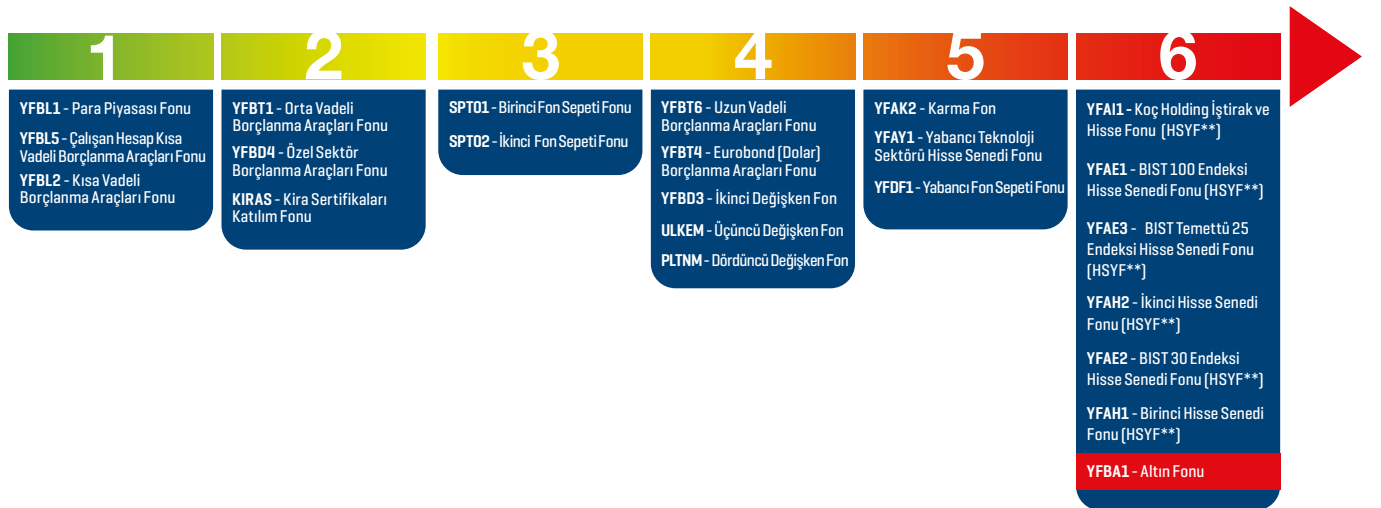 1
YFBL1 - Para Piyasası Fonu
YFBL5 - Çalışan Hesap Kısa
Vadeli Borçlanma Araçları Fonu
YFBL2 - Kısa Vadeli
Borçlanma Araçları Fonu
2
YFBT1 - Orta Vadeli
Borçlanma Araçları Fonu
YFBD4 - Özel Sektör
Borçlanma Araçları Fonu
KIRAS - Kira Sertifikaları
Katılım Fonu
3
SPT01 - Birinci Fon Sepeti Fonu
SPT02 - İkinci Fon Sepeti Fonu
4
YFBT6 - Uzun Vadeli
Borçlanma Araçları Fonu
YFBT4 - Eurobond (Dolar)
Borçlanma Araçları Fonu
YFBD3 - İkinci Değişken Fon
ULKEM - Üçüncü Değişken Fon
PLTNM - Dördüncü Değişken Fon
5
YFAK2 - Karma Fon
YFAY1 - Yabancı Teknoloji
Sektörü Hisse Senedi Fonu
YFDF1 - Yabancı Fon Sepeti Fonu
6
YFAI1 - Koç Holding İştirak ve
Hisse Fonu (HSYF**)
YFAE1 - BIST 100 Endeksi
Hisse Senedi Fonu (HSYF**)
YFAE3 - BIST Temettü 25
Endeksi Hisse Senedi Fonu
(HSYF**)
YFAH2 - İkinci Hisse Senedi
Fonu (HSYF**)
YFAE2 - BIST 30 Endeksi
Hisse Senedi Fonu (HSYF**)
YFAH1 - Birinci Hisse Senedi
Fonu (HSYF**)
YFBA1 - Altın Fonu